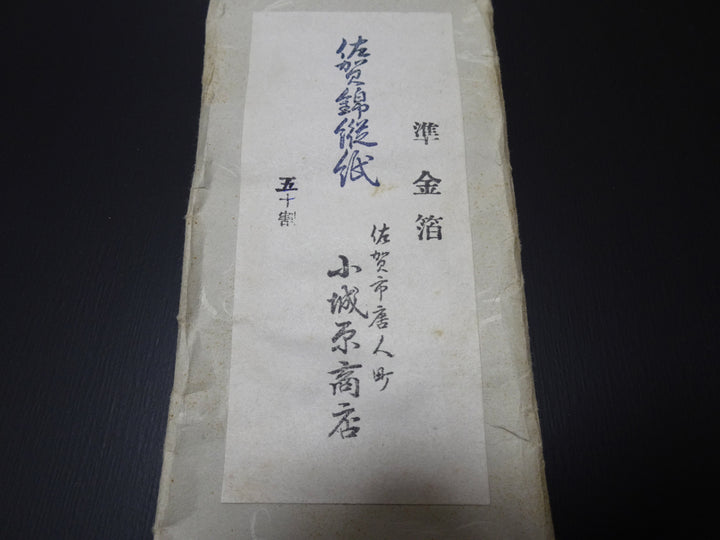 準金箔
佐賀錦縦紙
五十割
佐賀市唐人町
小城原商店